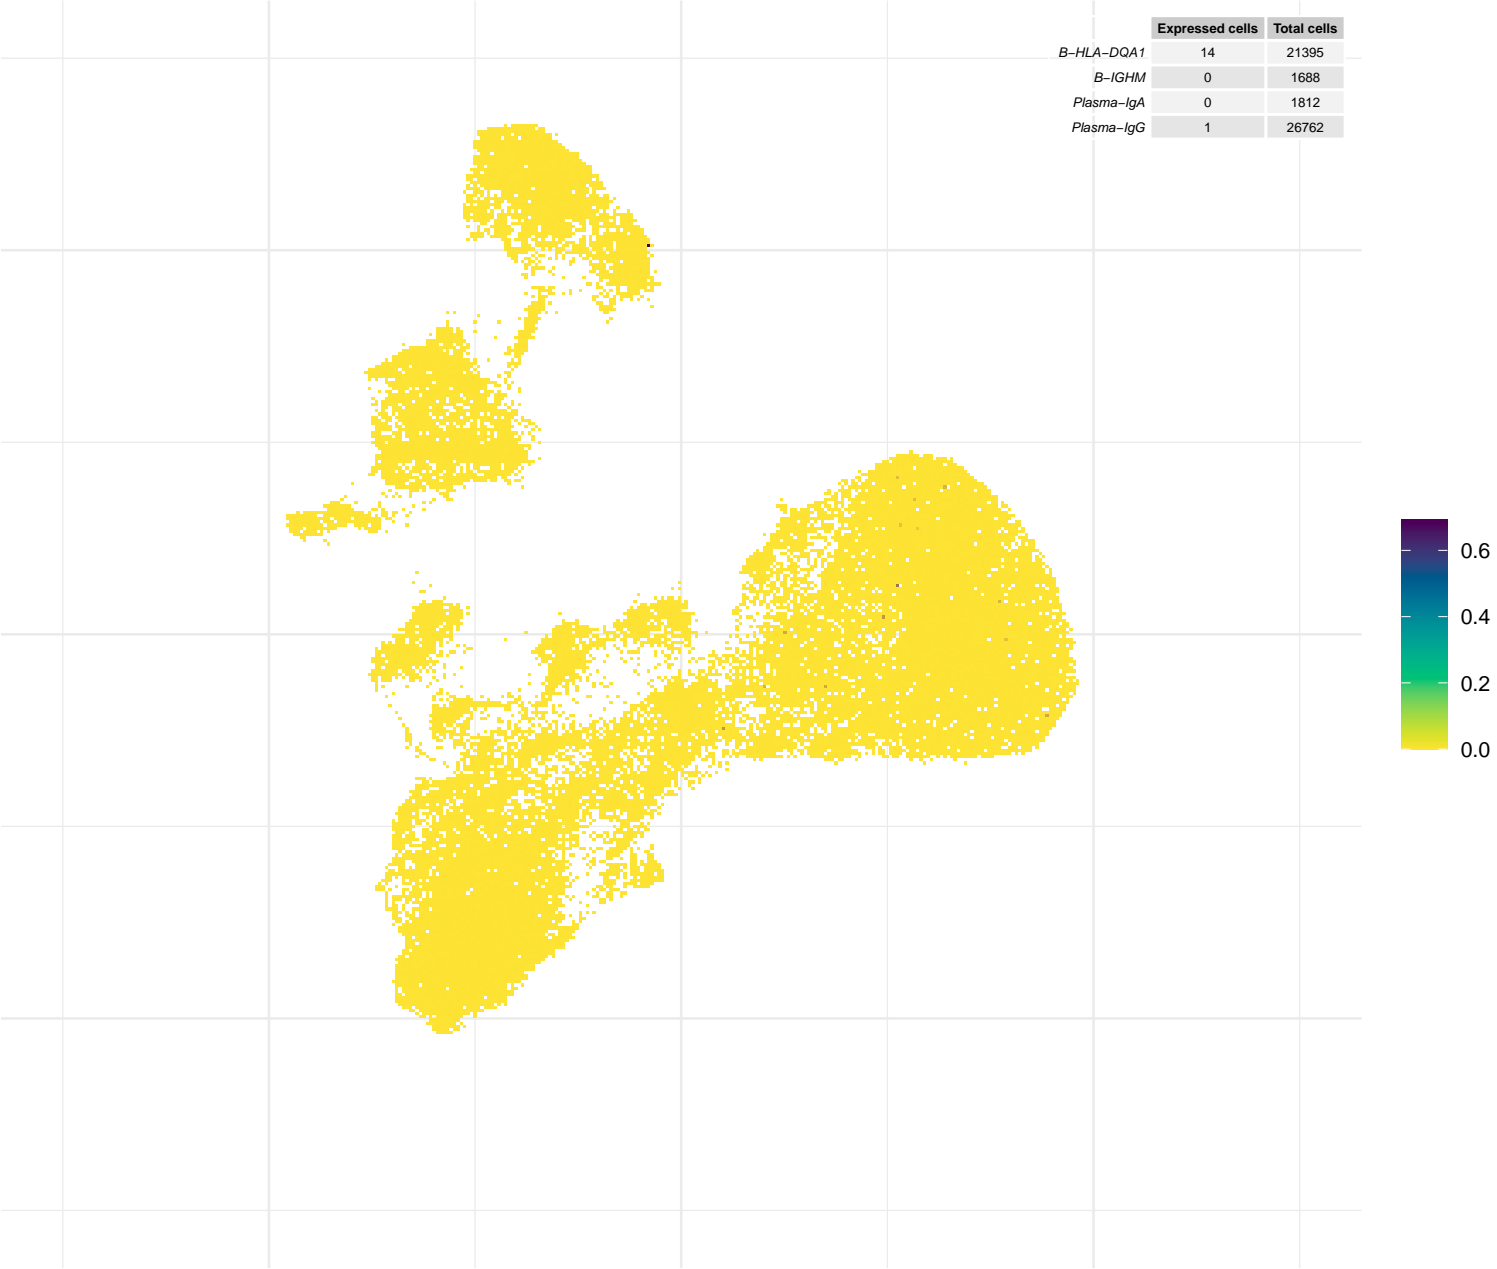 Expressed cells Total cells
B−HLA−DQA1 14 21395
B−IGHM 0 1688
Plasma−IgA 0 1812
Plasma−IgG 1 26762
0.6
0.4
0.2
0.0